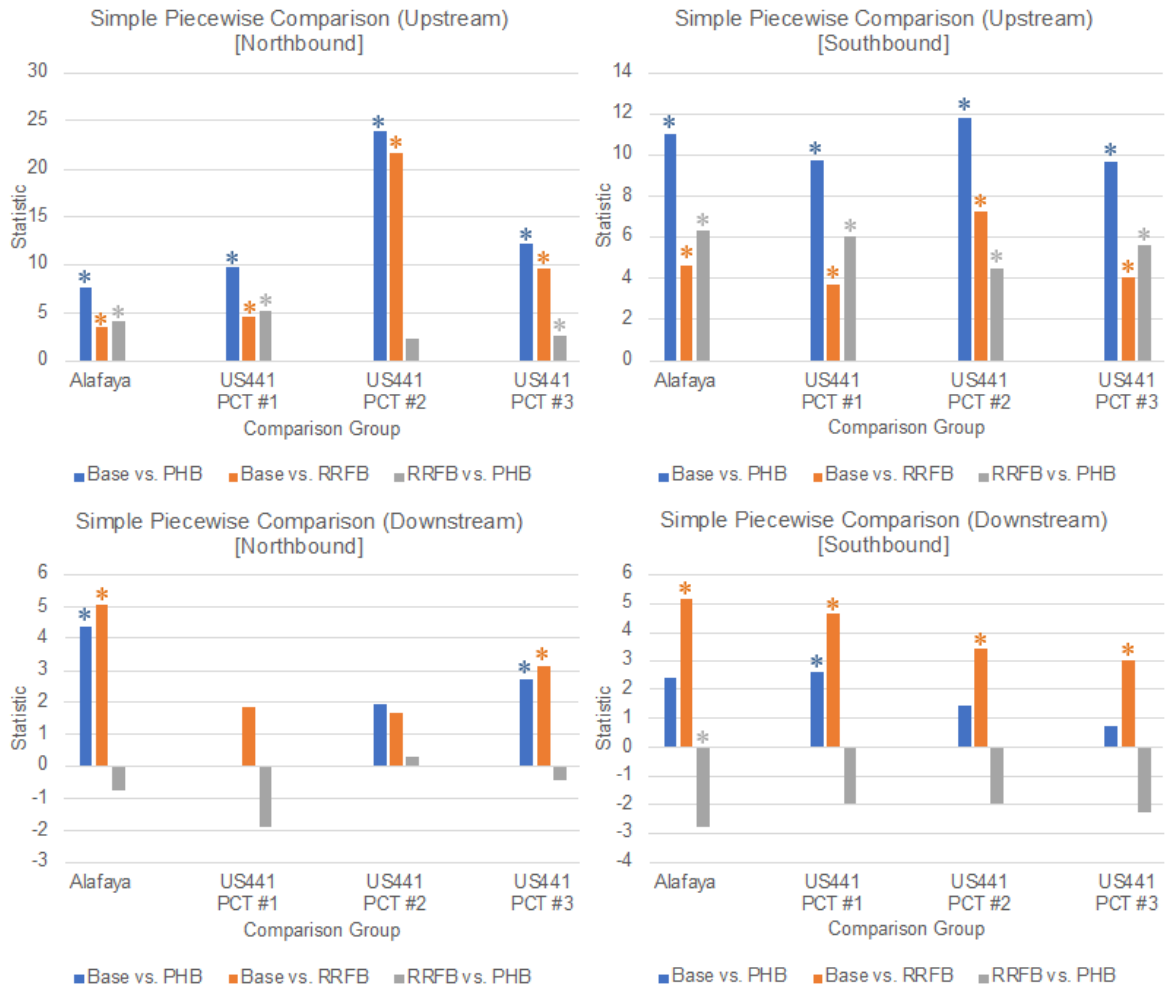 Simple Piecewise Comparison (Upstream)
[Northbound]
30
25
20
15
10
5
0
Statistic
* * * * * * * * * * *
Alafaya US441 PCT #1 US441 PCT #2 US441 PCT #3
Comparison Group
Base vs. PHB Base vs. RRFB RRFB vs. PHB
Simple Piecewise Comparison (Upstream)
[Southbound]
14
12
10
8
6
4
2
0
Statistic
* * * * * * * * * * * *
Alafaya US441 PCT #1 US441 PCT #2 US441 PCT #3
Comparison Group
Base vs. PHB Base vs. RRFB RRFB vs. PHB
Simple Piecewise Comparison (Downstream)
[Northbound]
6
5
4
3
2
1
0
-1
-2
-3
Statistic
* * * *
Alafaya US441 PCT #1 US441 PCT #2 US441 PCT #3
Comparison Group
Base vs. PHB Base vs. RRFB RRFB vs. PHB
Simple Piecewise Comparison (Downstream)
[Southbound]
6
5
4
3
2
1
0
-1
-2
-3
-4
Statistic
* * * * * *
Alafaya US441 PCT #1 US441 PCT #2 US441 PCT #3
Comparison Group
Base vs. PHB Base vs. RRFB RRFB vs. PHB